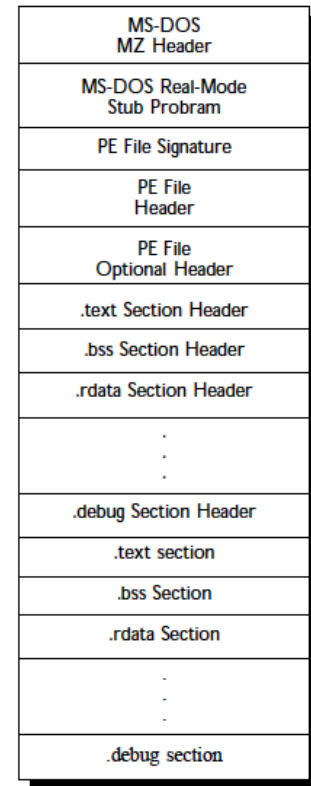 MS-DOS
MZ Header
MS-DOS Real-Mode
Stub Probram
PE File Signature
PE File
Header
PE File
Optional Header
.text Section Header
.bss Section Header
.rdata Section Header
.
.
.
.debug Section Header
.text section
.bss Section
.rdata Section
.
.
.
.debug section